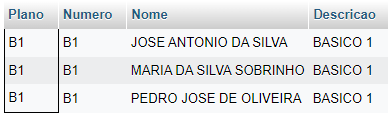 Plano Numero Nome Descricao
B1 B1 JOSE ANTONIO DA SILVA BASICO 1
B1 B1 MARIA DA SILVA SOBRINHO BASICO 1
B1 B1 PEDRO JOSE DE OLIVEIRA BASICO 1